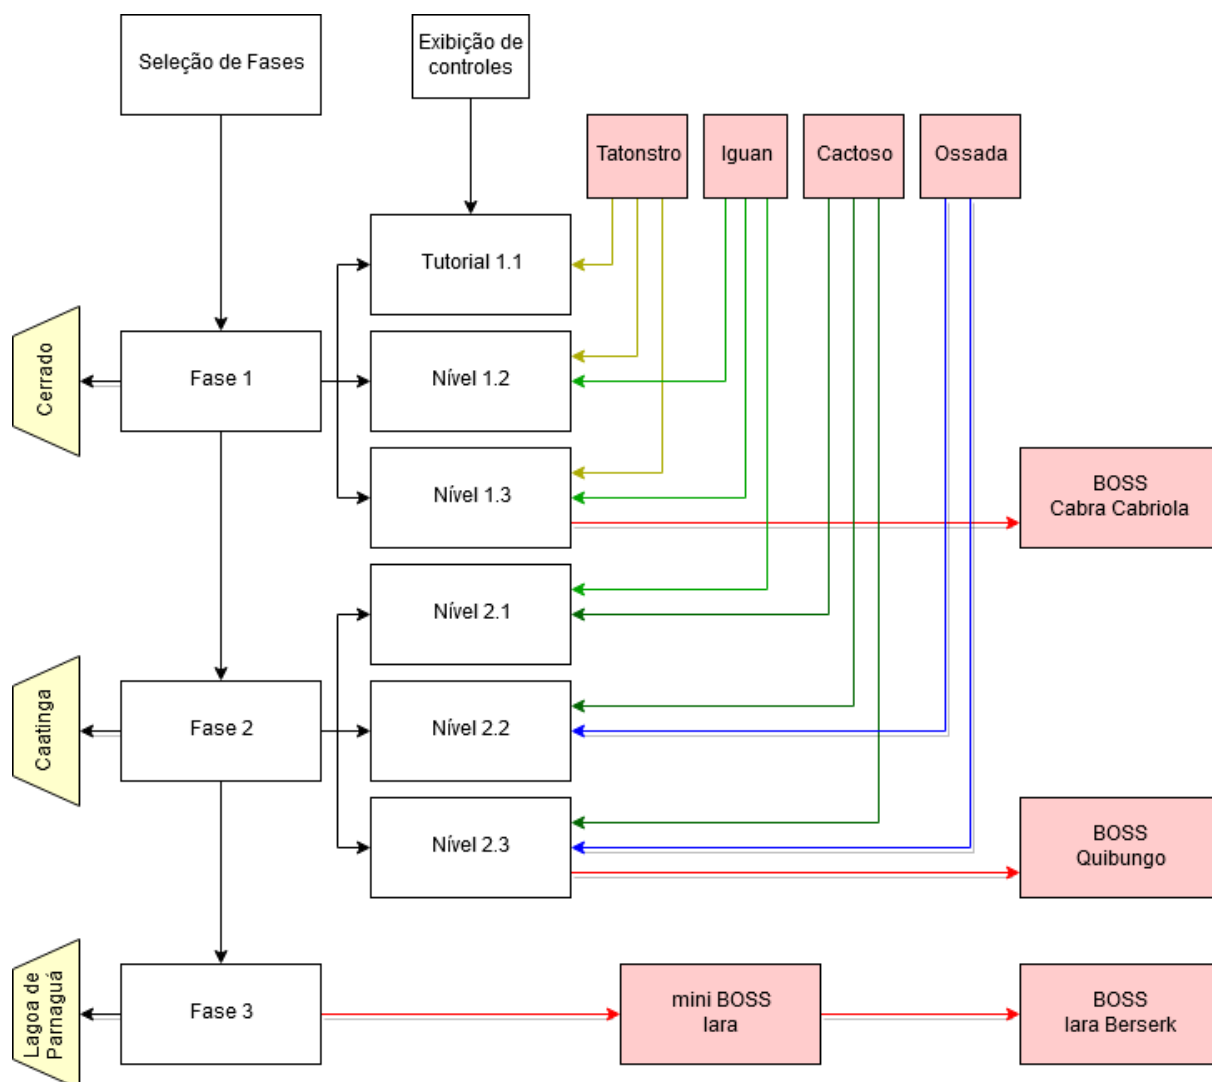 Seleção de Fases
Exibição de
controles
Tatonstro
Iguan
Cactoso
Ossada
Tutorial 1.1
Cerrado
Fase 1
Nível 1.2
Nível 1.3
BOSS
Cabra Cabriola
Nível 2.1
Caatinga
Fase 2
Nível 2.2
Nível 2.3
BOSS
Quibungo
Lagoa de
Parnaguá
Fase 3
mini BOSS
Iara
BOSS
Iara Berserk